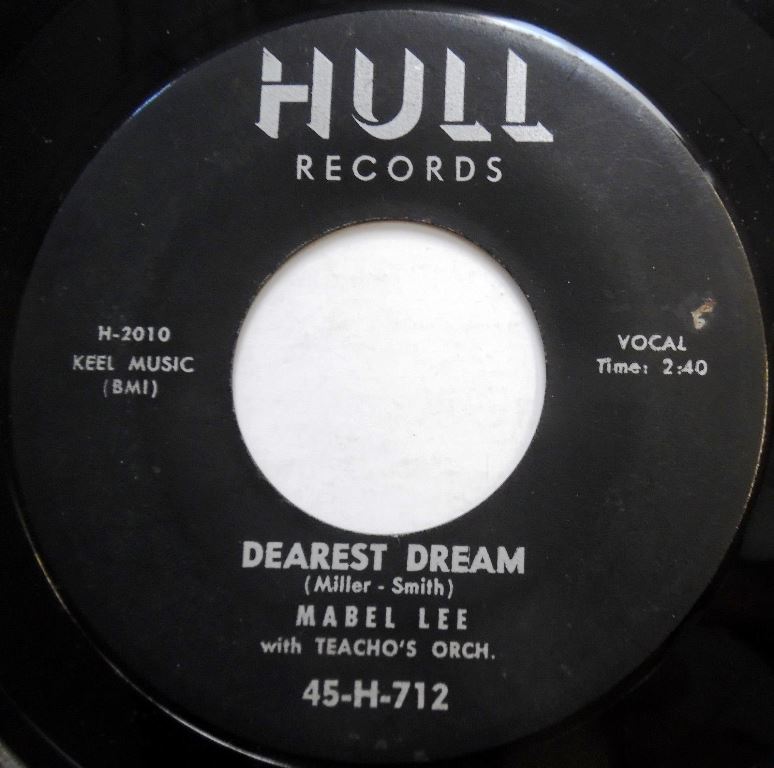 HULL
RECORDS
H-2010
KEEL MUSIC
(BMI)
VOCAL
Time: 2:40
DEAREST DREAM
(Miller - Smith)
MABEL LEE
with TEACHO'S ORCH.
45-H-712